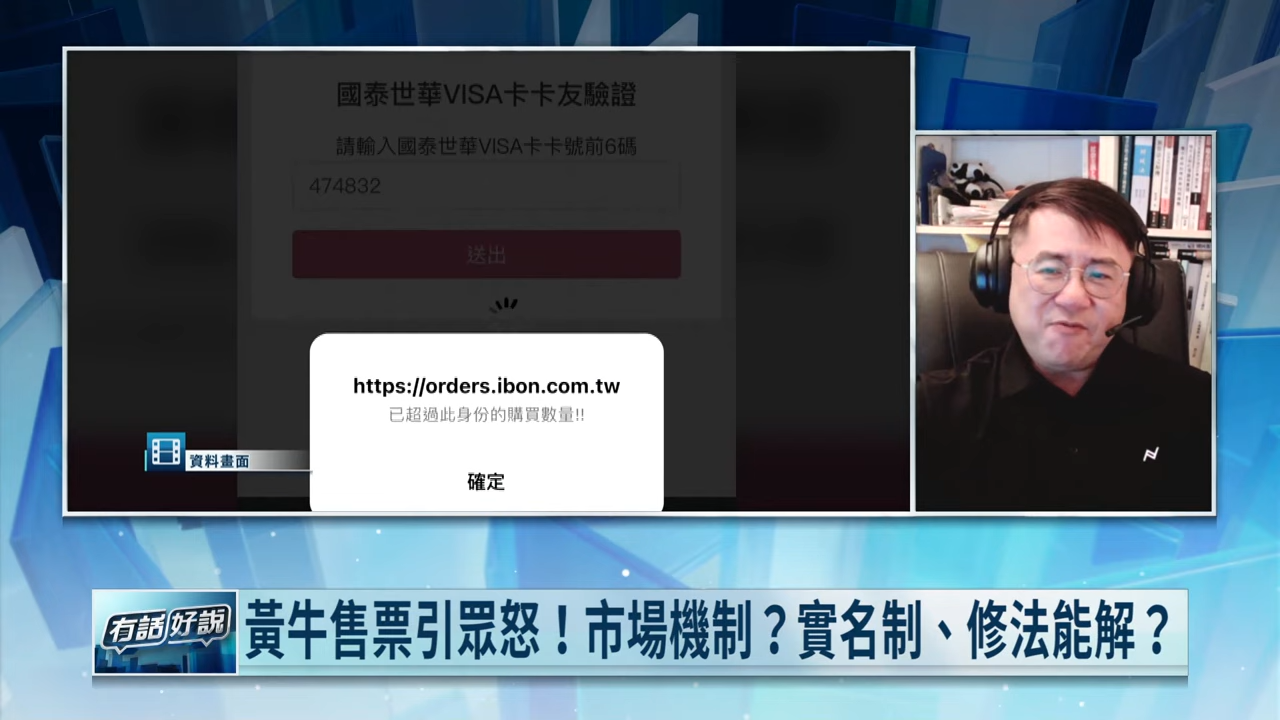 國泰世華VISA卡卡友驗證
請輸入國泰世華VISA卡卡號前6碼
474832
送出
https://orders.ibon.com.tw
已超過此身份的購買數量!!
確定
資料畫面
有話好說
黃牛售票引眾怒！市場機制？實名制、修法能解？